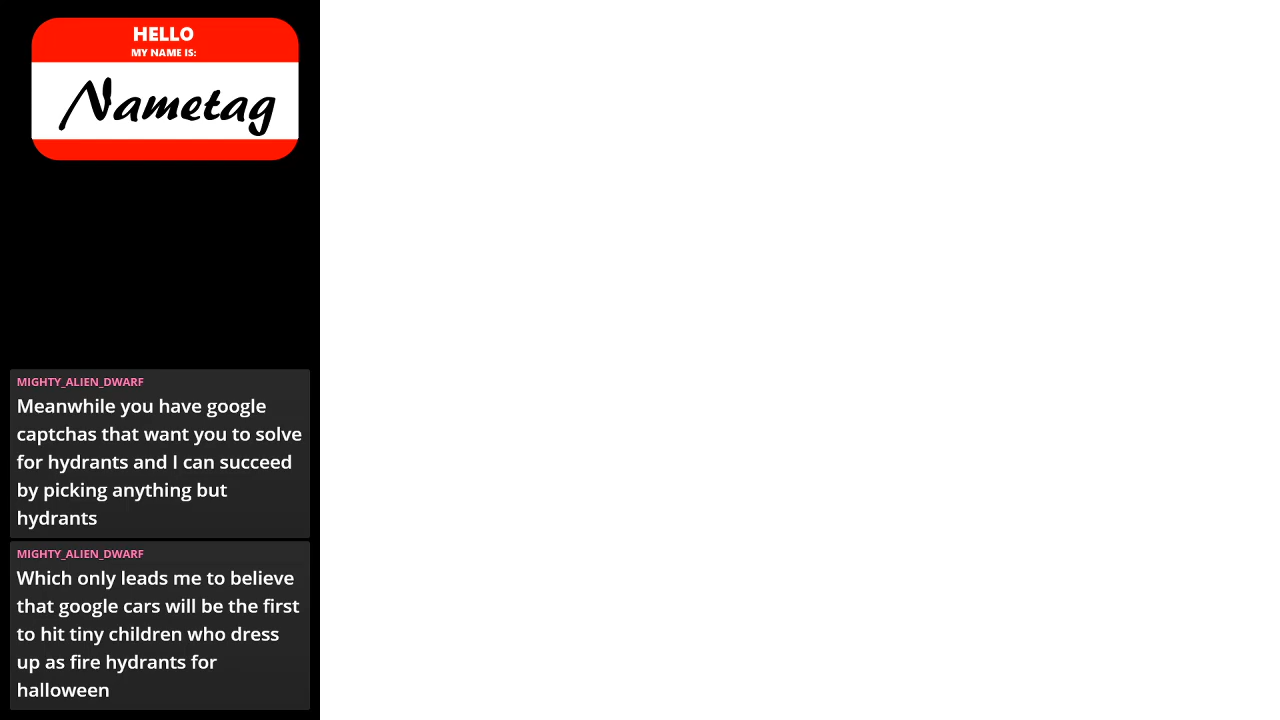 HELLO
MY NAME IS:
Nametag
MIGHTY_ALIEN_DWARF
Meanwhile you have google
captchas that want you to solve
for hydrants and I can succeed
by picking anything but
hydrants
MIGHTY_ALIEN_DWARF
Which only leads me to believe
that google cars will be the first
to hit tiny children who dress
up as fire hydrants for
halloween